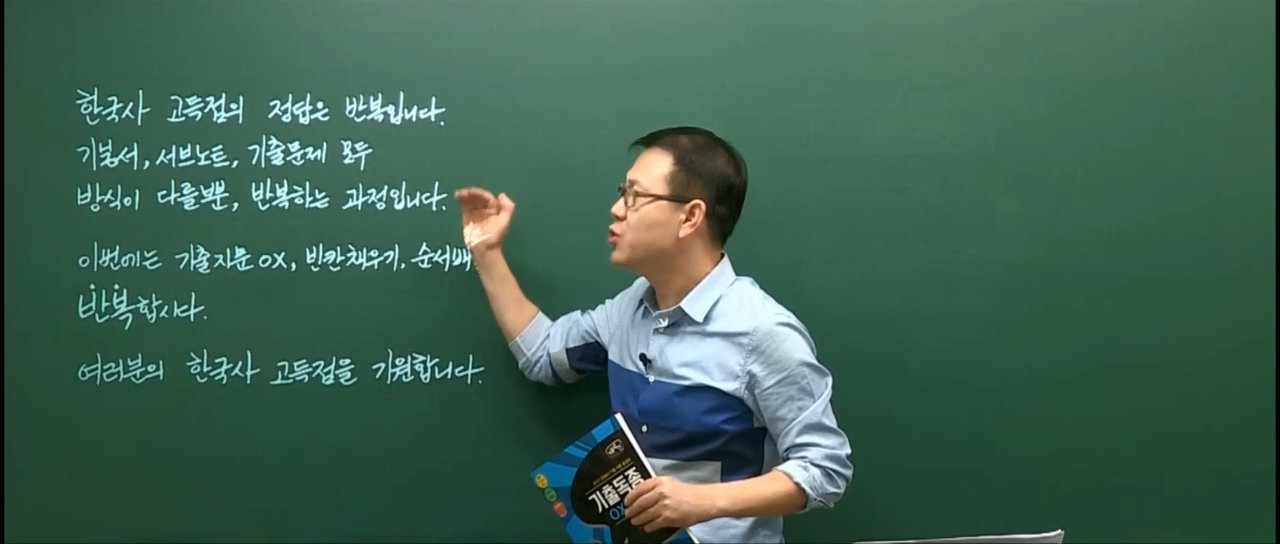 한국사 고득점의 정답은 반복입니다.
기본서, 서브노트, 기출문제 모두
방식이 다를뿐, 반복하는 과정입니다.
이번에는 기출지문 OX, 빈칸채우기, 순서배
반복합시다.
여러분의 한국사 고득점을 기원합니다.
기출독종
OX